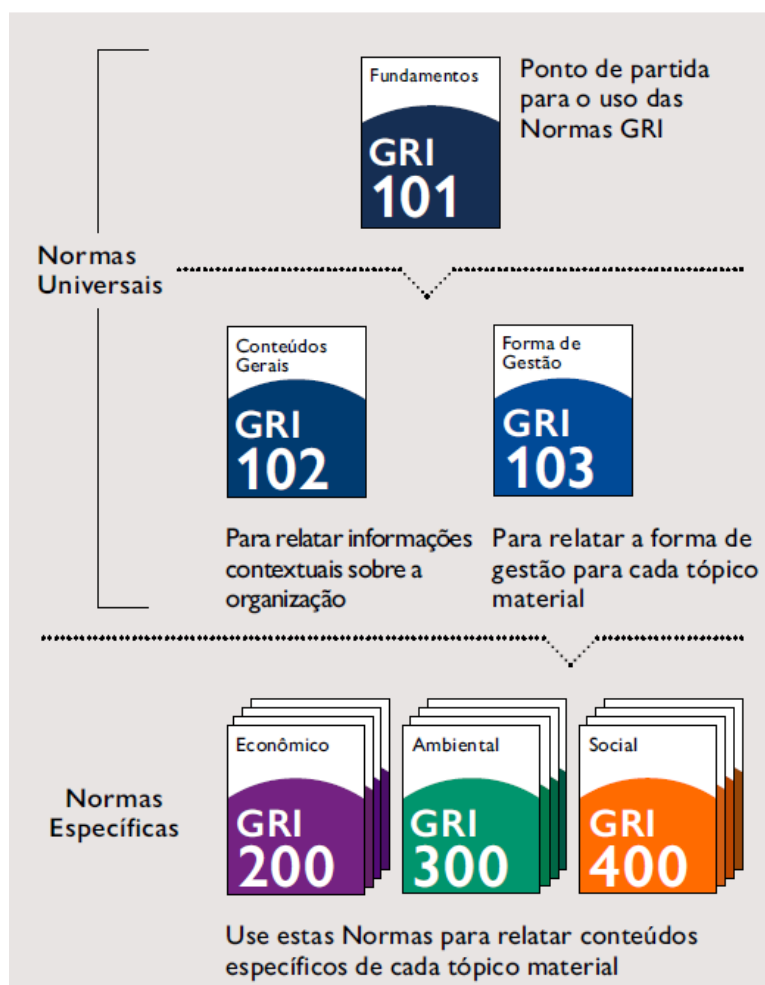 Fundamentos
GRI
101
Ponto de partida
para o uso das
Normas GRI
Normas
Universais
Conteúdos
Gerais
GRI
102
Forma de
Gestão
GRI
103
Para relatar informações
contextuais sobre a
organização
Para relatar a forma de
gestão para cada tópico
material
Normas
Específicas
Econômico
GRI
200
Ambiental
GRI
300
Social
GRI
400
Use estas Normas para relatar conteúdos
específicos de cada tópico material